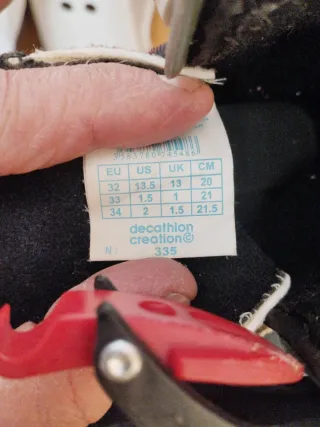 EU US UK CM
32 13.5 13 20
33 1.5 1 21
34 2 1.5 21.5
decathlon
creation©
N: 335